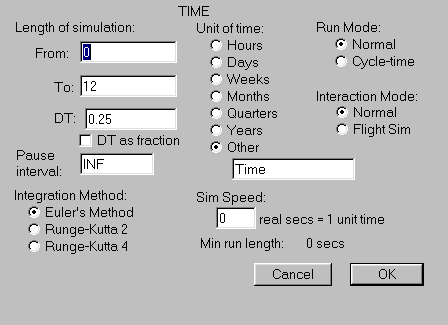 TIME
Length of simulation:
From: 0
To: 12
DT: 0.25
DT as fraction
Pause interval: INF
Integration Method:
Euler's Method
Runge-Kutta 2
Runge-Kutta 4
Unit of time:
Hours
Days
Weeks
Months
Quarters
Years
Other
Time
Sim Speed:
0 real secs = 1 unit time
Min run length: 0 secs
Run Mode:
Normal
Cycle-time
Interaction Mode:
Normal
Flight Sim
Cancel OK